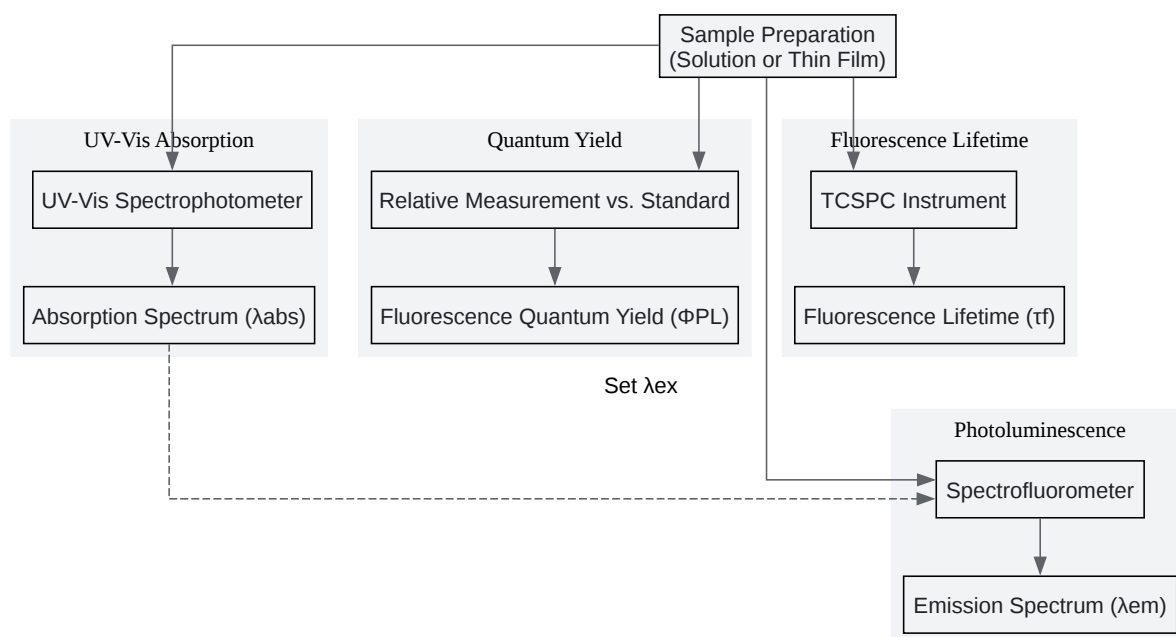 Sample Preparation
(Solution or Thin Film)
UV-Vis Absorption
Quantum Yield
Fluorescence Lifetime
UV-Vis Spectrophotometer
Relative Measurement vs. Standard
TCSPC Instrument
Absorption Spectrum (λabs)
Fluorescence Quantum Yield (ΦPL)
Fluorescence Lifetime (τf)
Set λex
Photoluminescence
Spectrofluorometer
Emission Spectrum (λem)